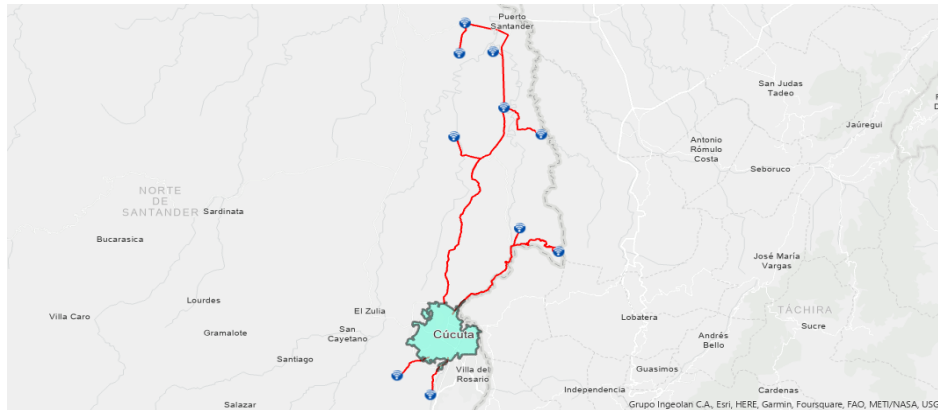 Puerto
Santander
San Judas
Tadeo
Jaúregui
Antonio
Rómulo
Costa
Seboruco
NORTE
DE
SANTANDER
Sardinata
Bucarasica
José María
Vargas
Lourdes
El Zulia
Villa Caro
Gramalote
San
Cayetano
Cúcuta
Lobatera
TÁCHIRA
Sucre
Andrés
Bello
Santiago
Villa del
Rosario
Guasimos
Independencia
Cardenas
Salazar
Grupo Ingeolan C.A., Esri, HERE, Garmin, Foursquare, FAO, METI/NASA, USG